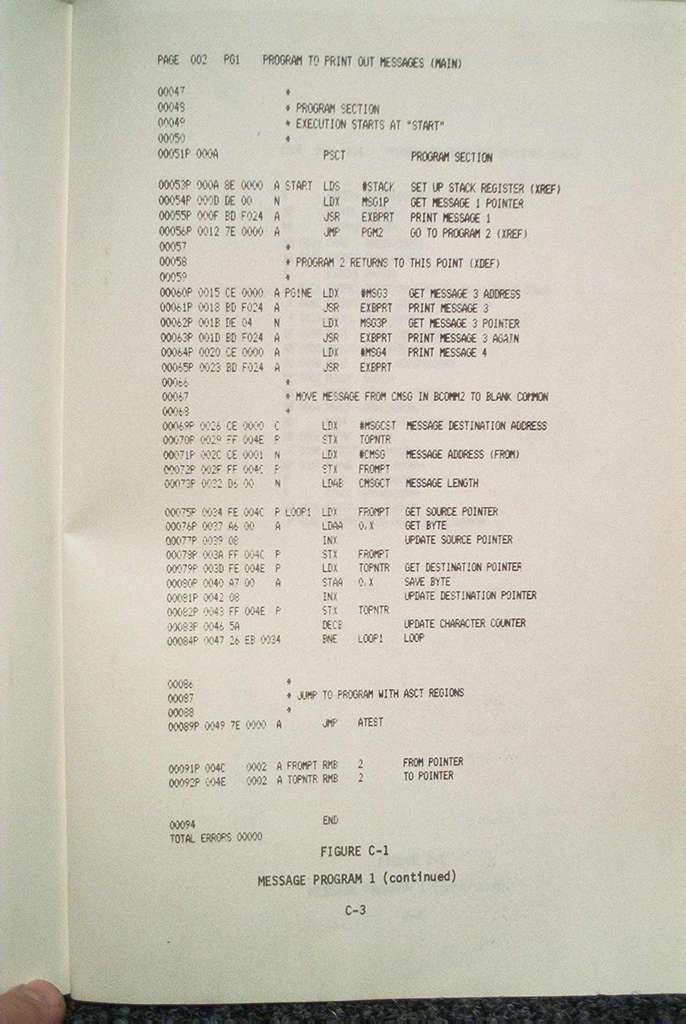 PAGE 002 PG1 PROGRAM TO PRINT OUT MESSAGES (MAIN)
00047 *
00048 * PROGRAM SECTION
00049 * EXECUTION STARTS AT "START"
00050 *
00051P 000A PSCT PROGRAM SECTION
00053P 000A 8E 0000 A START LDS #STACK SET UP STACK REGISTER (XREF)
00054P 000D DE 00 N LDX MSG1P GET MESSAGE 1 POINTER
00055P 000F BD F024 A JSR EXBPRT PRINT MESSAGE 1
00056P 0012 7E 0000 A JMP PGM2 GO TO PROGRAM 2 (XREF)
00057 *
00058 * PROGRAM 2 RETURNS TO THIS POINT (XDEF)
00059 *
00060P 0015 CE 0000 A PG1NE LDX #MSG3 GET MESSAGE 3 ADDRESS
00061P 0018 BD F024 A JSR EXBPRT PRINT MESSAGE 3
00062P 001B DE 04 N LDX MSG3P GET MESSAGE 3 POINTER
00063P 001D BD F024 A JSR EXBPRT PRINT MESSAGE 3 AGAIN
00064P 0020 CE 0000 A LDX #MSG4 PRINT MESSAGE 4
00065P 0023 BD F024 A JSR EXBPRT
00066 *
00067 * MOVE MESSAGE FROM CMSG IN BCOMM2 TO BLANK COMMON
00068 *
00069P 0026 CE 0000 C LDX #MSGCST MESSAGE DESTINATION ADDRESS
00070P 0029 FF 004E P STX TOPNTR
00071P 002C CE 0001 N LDX #CMSG MESSAGE ADDRESS (FROM)
00072P 002F FF 004C P STX FROMPT
00073P 0032 D6 00 N LDAB CMSGCT MESSAGE LENGTH
00075P 0034 FE 004C P LOOP1 LDX FROMPT GET SOURCE POINTER
00076P 0037 A6 00 A LDAA 0,X GET BYTE
00077P 0039 08 INX UPDATE SOURCE POINTER
00078P 003A FF 004C P STX FROMPT
00079P 003D FE 004E P LDX TOPNTR GET DESTINATION POINTER
00080P 0040 A7 00 A STAA 0,X SAVE BYTE
00081P 0042 08 INX UPDATE DESTINATION POINTER
00082P 0043 FF 004E P STX TOPNTR
00083P 0046 5A DECB UPDATE CHARACTER COUNTER
00084P 0047 26 EB 0034 BNE LOOP1 LOOP
00086 *
00087 * JUMP TO PROGRAM WITH ASCT REGIONS
00088 *
00089P 0049 7E 0000 A JMP ATEST
00091P 004C 0002 A FROMPT RMB 2 FROM POINTER
00092P 004E 0002 A TOPNTR RMB 2 TO POINTER
00094 END
TOTAL ERRORS 00000
FIGURE C-1
MESSAGE PROGRAM 1 (continued)
C-3